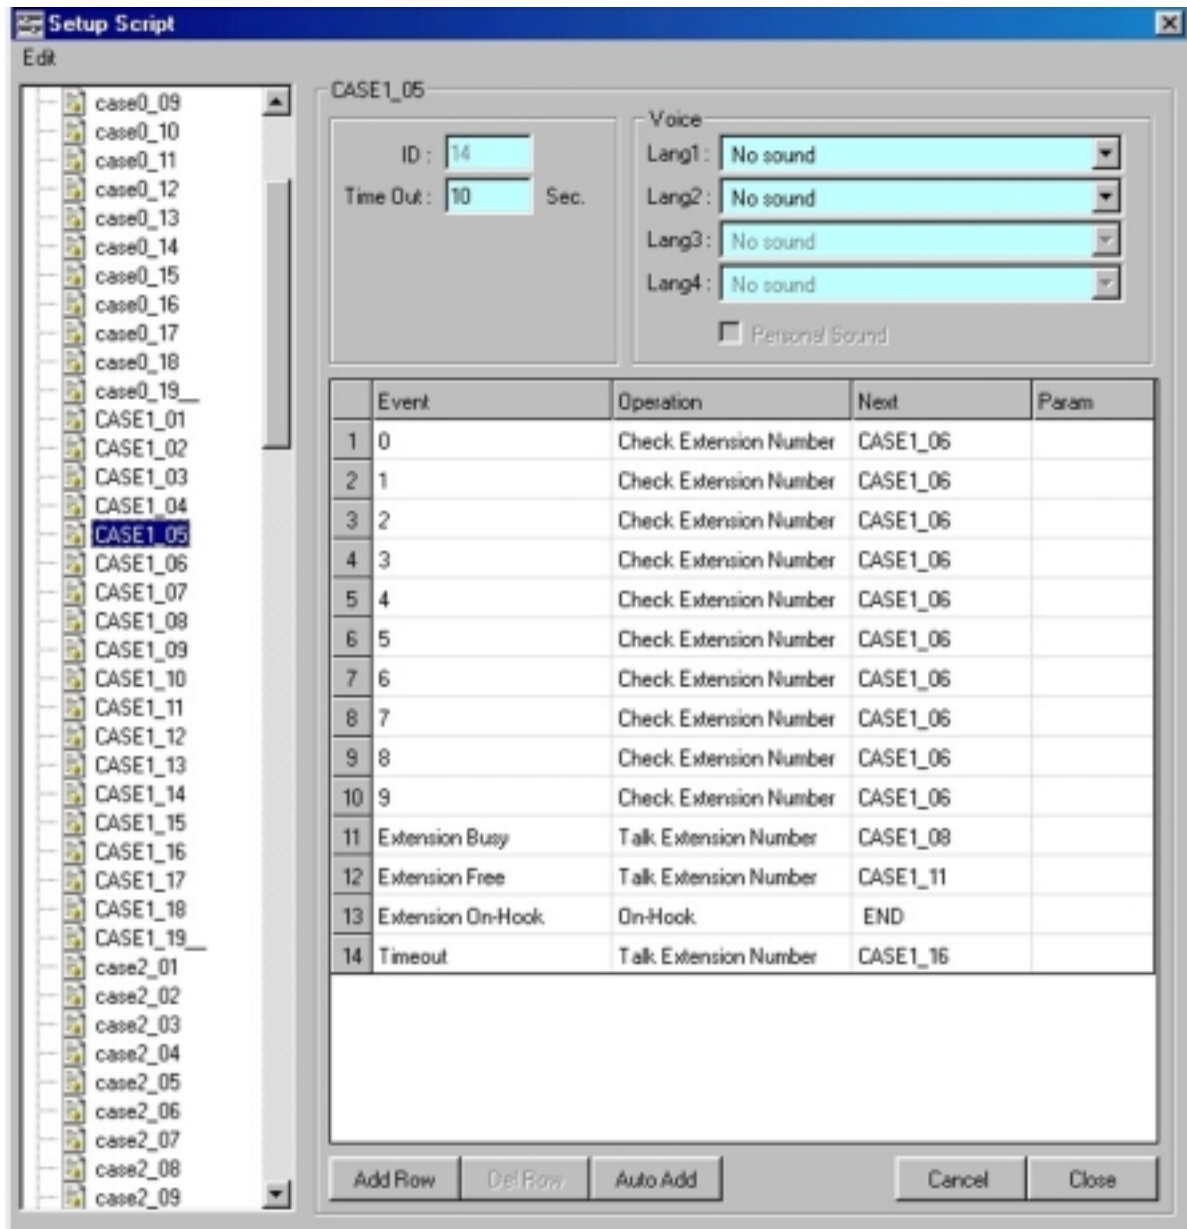 Setup Script
Edit
case0_09
case0_10
case0_11
case0_12
case0_13
case0_14
case0_15
case0_16
case0_17
case0_18
case0_19__
CASE1_01
CASE1_02
CASE1_03
CASE1_04
CASE1_05
CASE1_06
CASE1_07
CASE1_08
CASE1_09
CASE1_10
CASE1_11
CASE1_12
CASE1_13
CASE1_14
CASE1_15
CASE1_16
CASE1_17
CASE1_18
CASE1_19__
case2_01
case2_02
case2_03
case2_04
case2_05
case2_06
case2_07
case2_08
case2_09
CASE1_05
ID : 14
Time Out : 10 Sec.
Voice
Lang1 : No sound
Lang2 : No sound
Lang3 : No sound
Lang4 : No sound
Personal Sound
Event Operation Next Param
1 0 Check Extension Number CASE1_06
2 1 Check Extension Number CASE1_06
3 2 Check Extension Number CASE1_06
4 3 Check Extension Number CASE1_06
5 4 Check Extension Number CASE1_06
6 5 Check Extension Number CASE1_06
7 6 Check Extension Number CASE1_06
8 7 Check Extension Number CASE1_06
9 8 Check Extension Number CASE1_06
10 9 Check Extension Number CASE1_06
11 Extension Busy Talk Extension Number CASE1_08
12 Extension Free Talk Extension Number CASE1_11
13 Extension On-Hook On-Hook END
14 Timeout Talk Extension Number CASE1_16
Add Row Del Row Auto Add Cancel Close